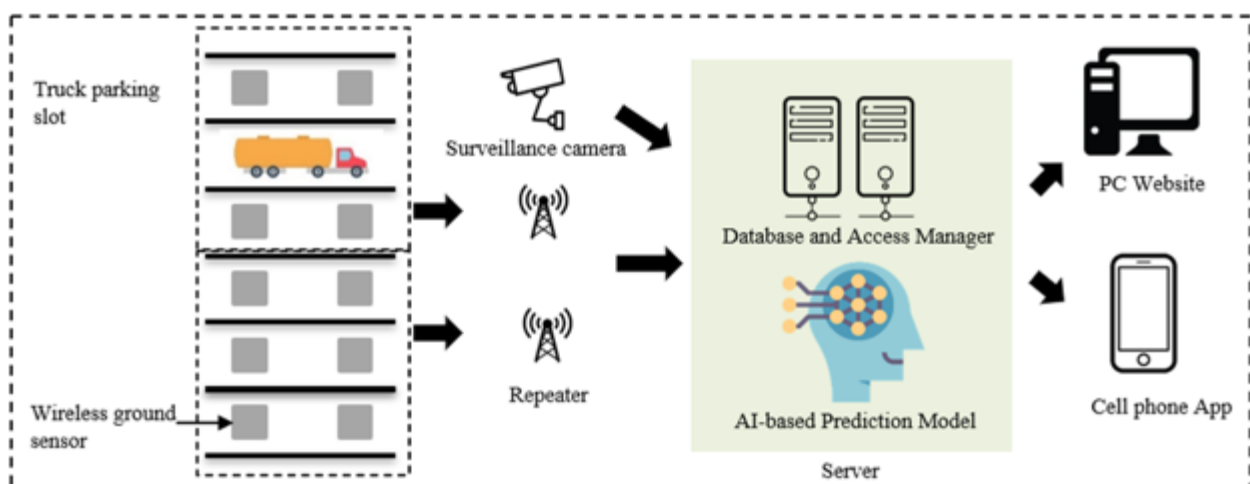 Truck parking
slot
Wireless ground
sensor
Surveillance camera
Repeater
Database and Access Manager
AI-based Prediction Model
Server
PC Website
Cell phone App